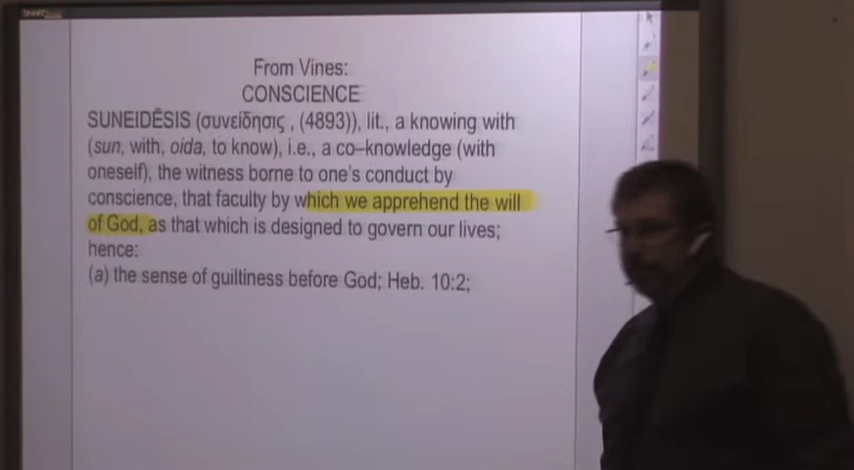 SMART
From Vines:
CONSCIENCE
SUNEIDĒSIS (συνείδησις , (4893)), lit., a knowing with
(sun, with, oida, to know), i.e., a co–knowledge (with
oneself), the witness borne to one's conduct by
conscience, that faculty by which we apprehend the will
of God, as that which is designed to govern our lives;
hence:
(a) the sense of guiltiness before God; Heb. 10:2;